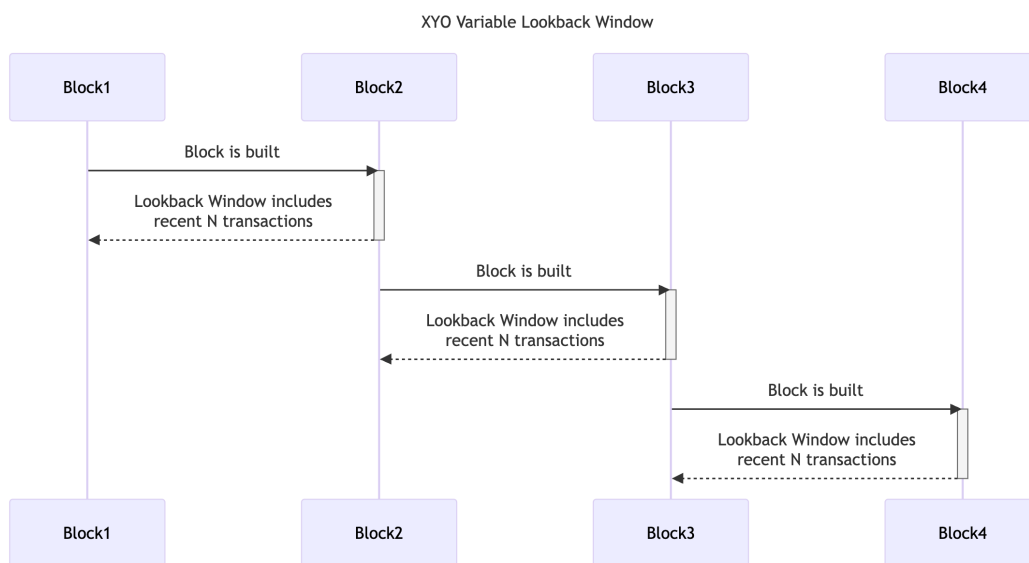 XYO Variable Lookback Window
Block1
Block2
Block3
Block4
Block is built
Lookback Window includes
recent N transactions
Block is built
Lookback Window includes
recent N transactions
Block is built
Lookback Window includes
recent N transactions
Block1
Block2
Block3
Block4